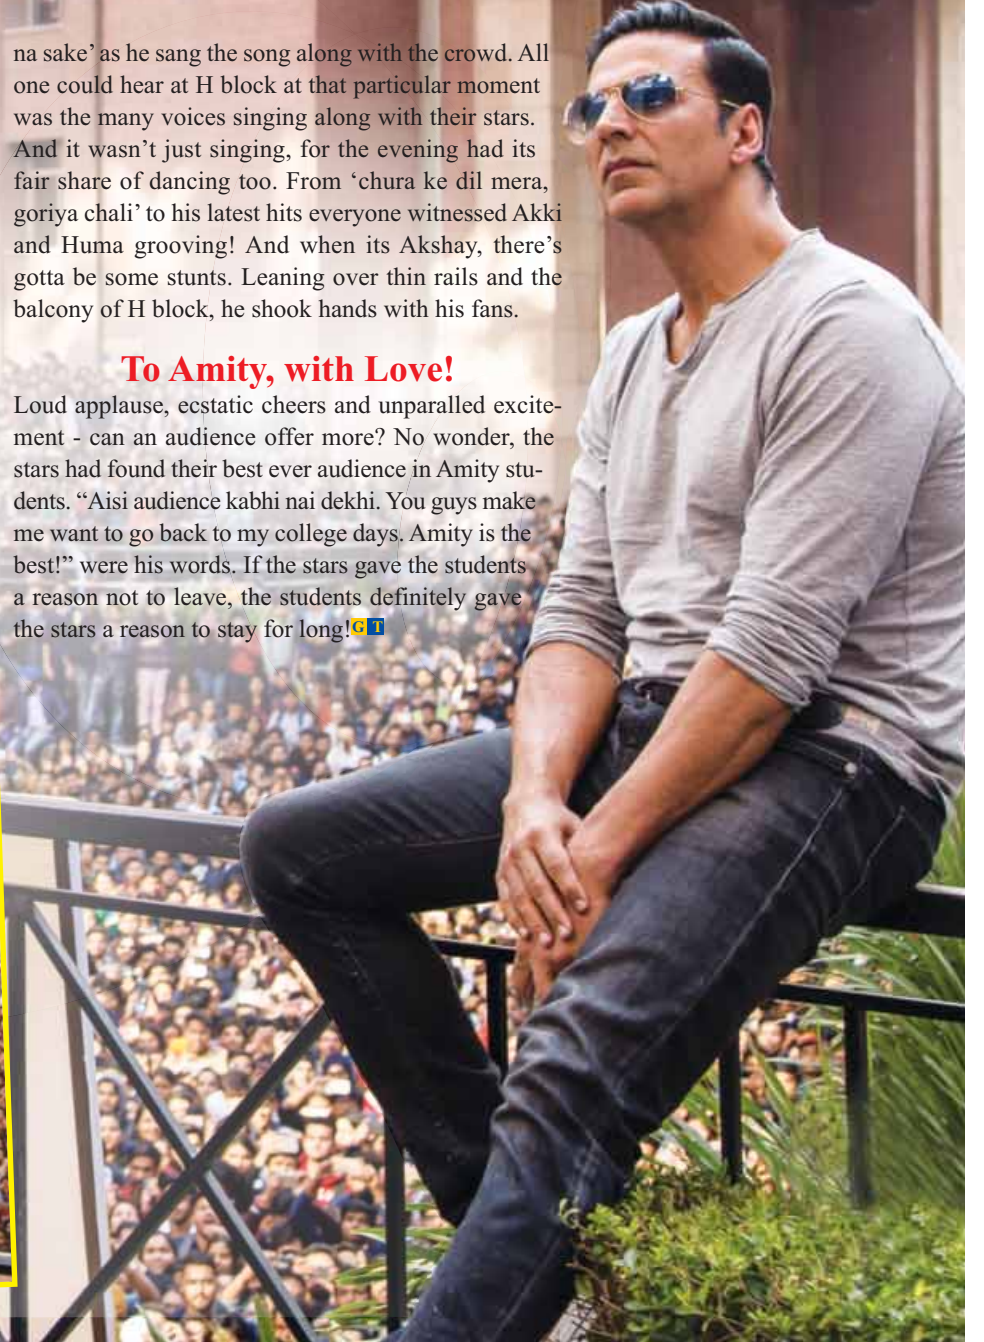 na sake’ as he sang the song along with the crowd. All
one could hear at H block at that particular moment
was the many voices singing along with their stars.
And it wasn’t just singing, for the evening had its
fair share of dancing too. From ‘chura ke dil mera,
goriya chali’ to his latest hits everyone witnessed Akki
and Huma grooving! And when its Akshay, there’s
gotta be some stunts. Leaning over thin rails and the
balcony of H block, he shook hands with his fans.
To Amity, with Love!
Loud applause, ecstatic cheers and unparalled excite-
ment - can an audience offer more? No wonder, the
stars had found their best ever audience in Amity stu-
dents. “Aisi audience kabhi nai dekhi. You guys make
me want to go back to my college days. Amity is the
best!” were his words. If the stars gave the students
a reason not to leave, the students definitely gave
the stars a reason to stay for long! G T